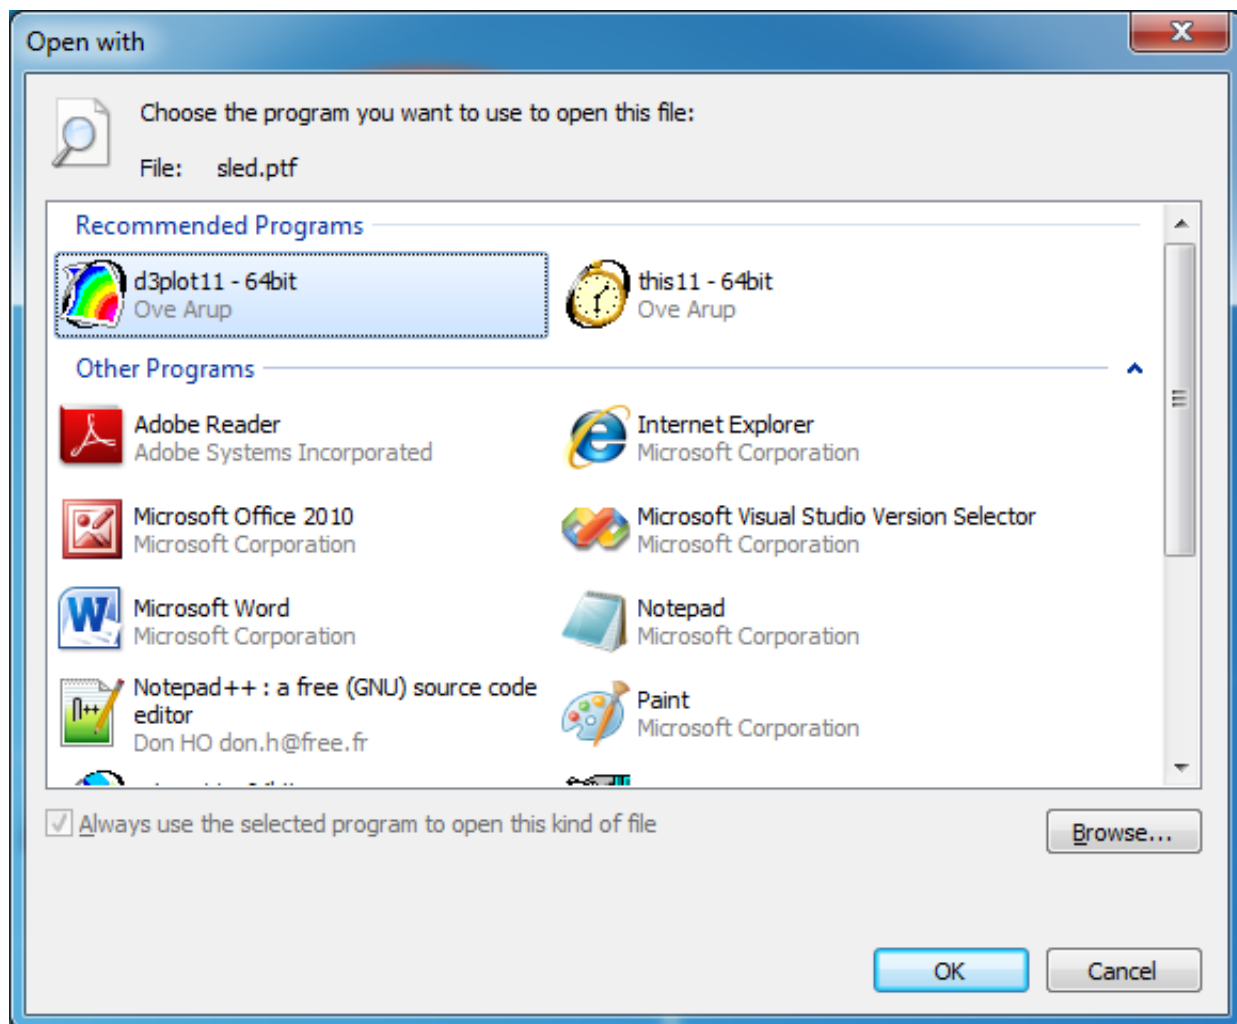 Open with
Choose the program you want to use to open this file:
File: sled.ptf
Recommended Programs
d3plot11 - 64bit
Ove Arup
this11 - 64bit
Ove Arup
Other Programs
Adobe Reader
Adobe Systems Incorporated
Internet Explorer
Microsoft Corporation
Microsoft Office 2010
Microsoft Corporation
Microsoft Visual Studio Version Selector
Microsoft Corporation
Microsoft Word
Microsoft Corporation
Notepad
Microsoft Corporation
Notepad++ : a free (GNU) source code
editor
Don HO don.h@free.fr
Paint
Microsoft Corporation
Always use the selected program to open this kind of file
Browse...
OK
Cancel